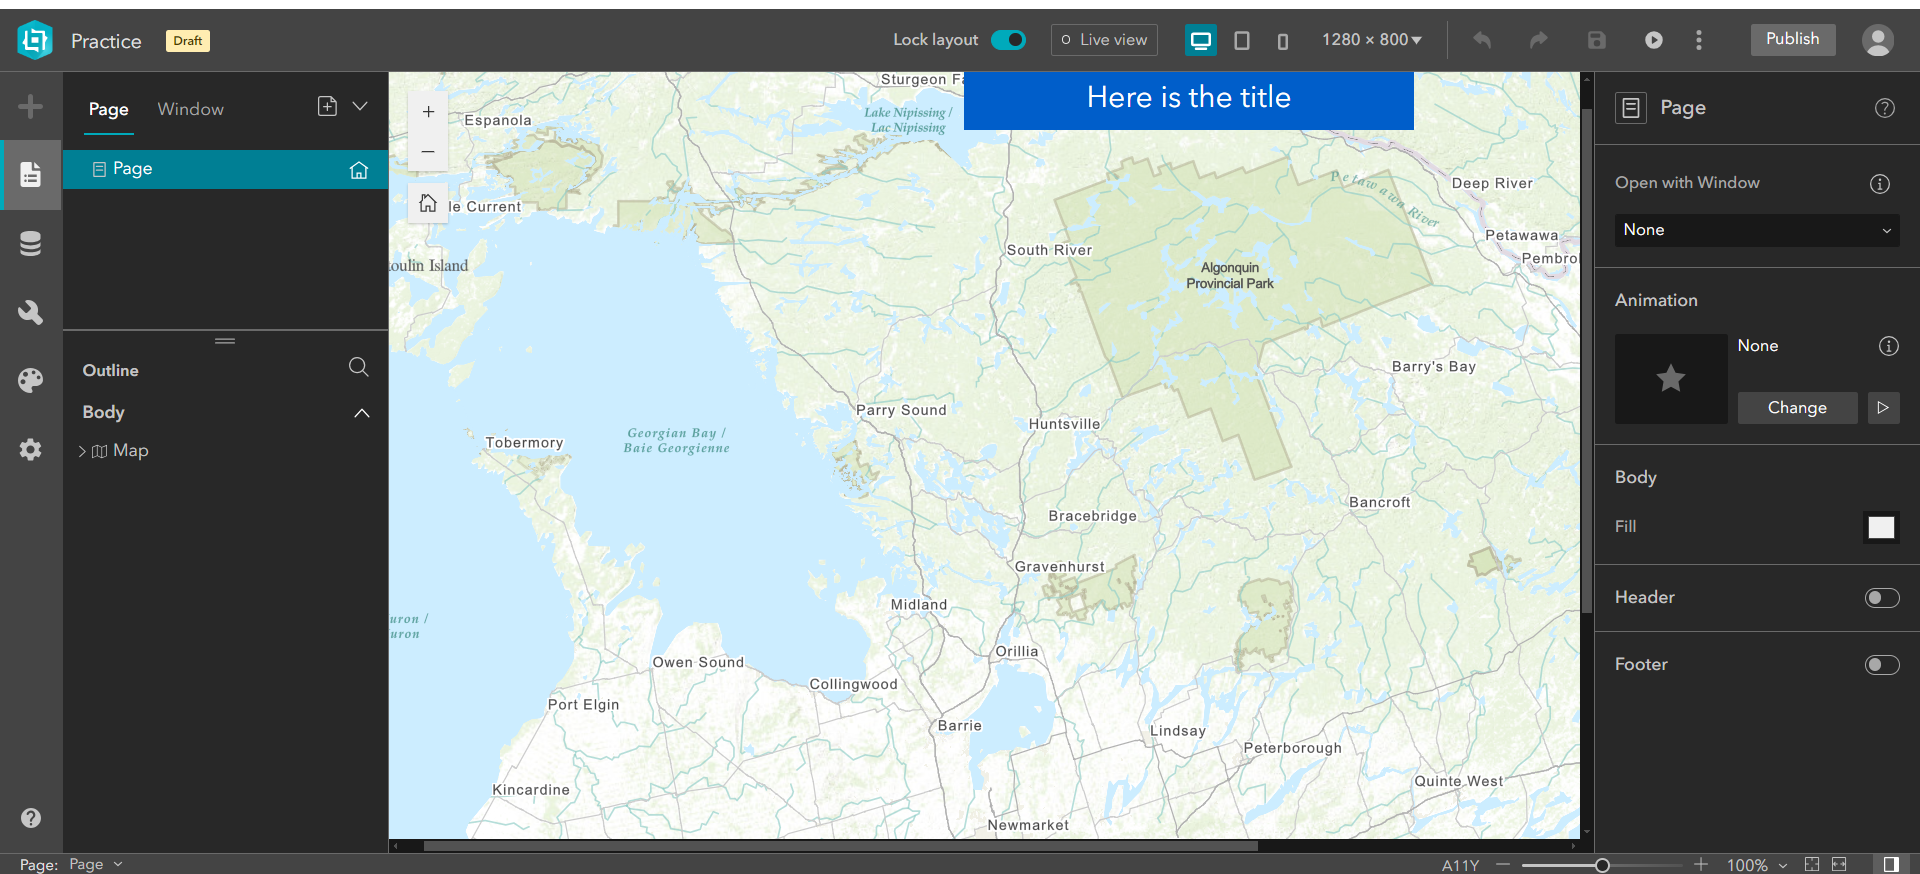 Practice
Draft
Lock layout
Live view
1280 × 800
Publish
Page
Window
Page
Outline
Body
Map
Here is the title
Sturgeon Fa
Espanola
Lake Nipissing /
Lac Nipissing
le Current
Petawawa River
Deep River
Petawawa
Pembro
South River
Algonquin
Provincial Park
toulin Island
Barry's Bay
Parry Sound
Huntsville
Tobermory
Georgian Bay /
Baie Georgienne
Bancroft
Bracebridge
Gravenhurst
Midland
uron /
uron
Orillia
Owen Sound
Collingwood
Port Elgin
Barrie
Lindsay
Peterborough
Quinte West
Kincardine
Newmarket
Page
Open with Window
None
Animation
None
Change
Body
Fill
Header
Footer
Page:
Page
A11Y
100%